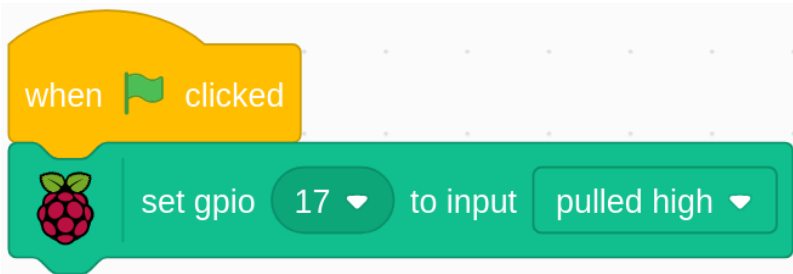 when clicked
set gpio 17 to input pulled high